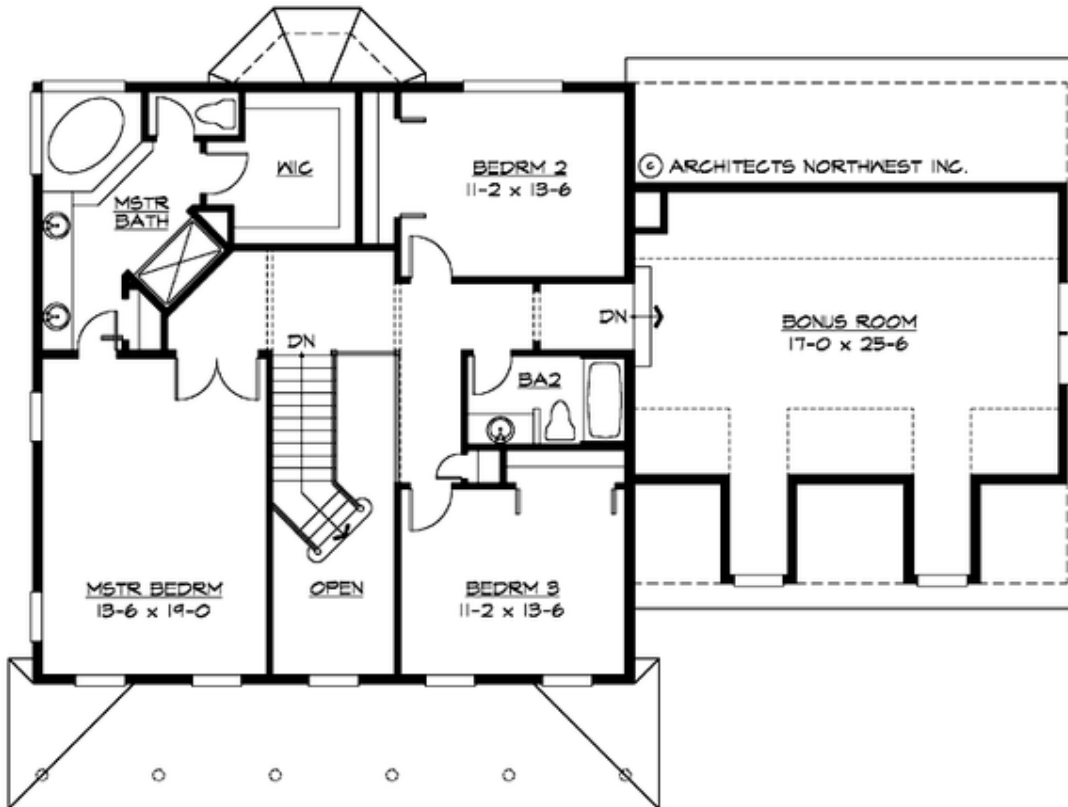 WIC
BEDRM 2
11-2 x 13-6
© ARCHITECTS NORTHWEST INC.
MSTR
BATH
DN
BONUS ROOM
17-0 x 25-6
DN
BA2
MSTR BEDRM
13-6 x 19-0
OPEN
BEDRM 3
11-2 x 13-6